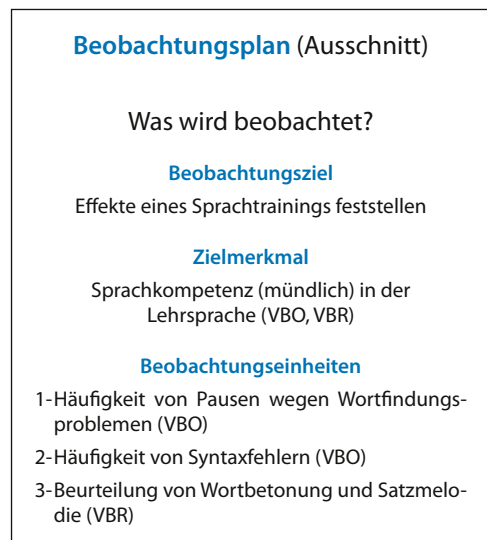 Beobachtungsplan (Ausschnitt)
Was wird beobachtet?
Beobachtungsziel
Effekte eines Sprachtrainings feststellen
Zielmerkmal
Sprachkompetenz (mündlich) in der
Lehrsprache (VBO, VBR)
Beobachtungseinheiten
1-Häufigkeit von Pausen wegen Wortfindungs-
problemen (VBO)
2-Häufigkeit von Syntaxfehlern (VBO)
3-Beurteilung von Wortbetonung und Satzmelo-
die (VBR)